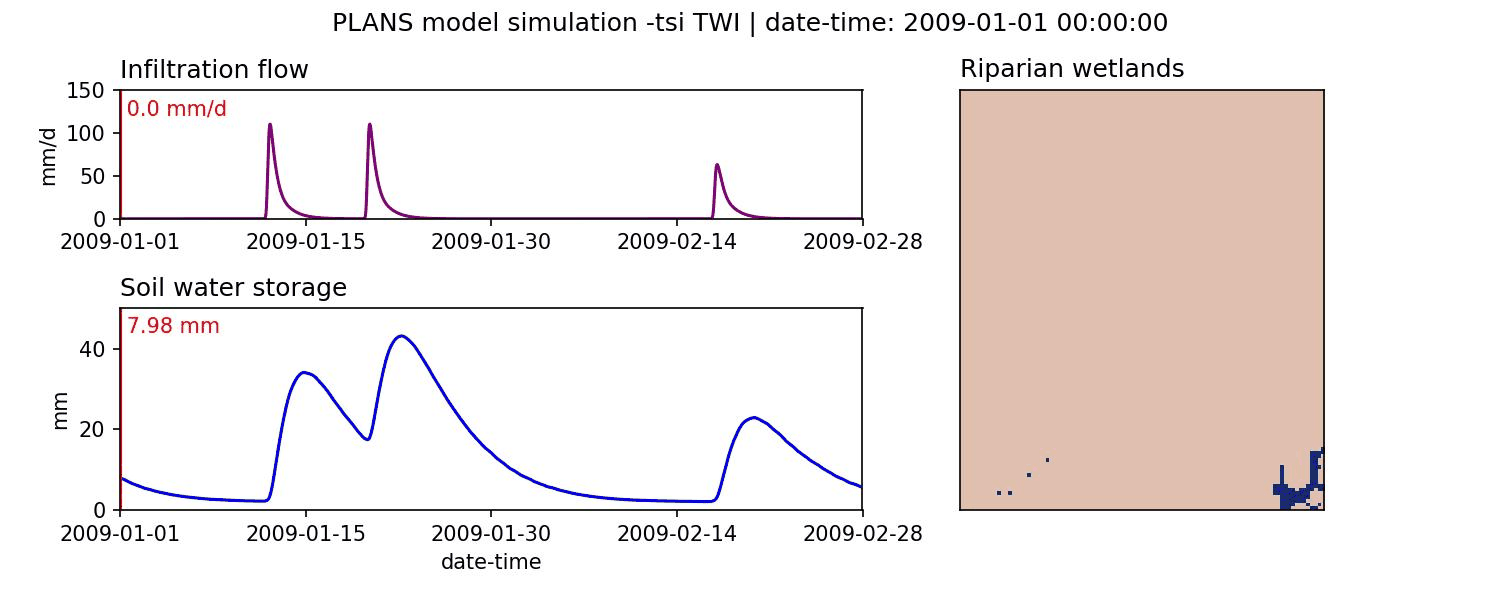 PLANS model simulation -tsi TWI | date-time: 2009-01-01 00:00:00
Infiltration flow
150
100
50
0
mm/d
0.0 mm/d
2009-01-01 2009-01-15 2009-01-30 2009-02-14 2009-02-28
Soil water storage
40
20
0
mm
7.98 mm
2009-01-01 2009-01-15 2009-01-30 2009-02-14 2009-02-28
date-time
Riparian wetlands